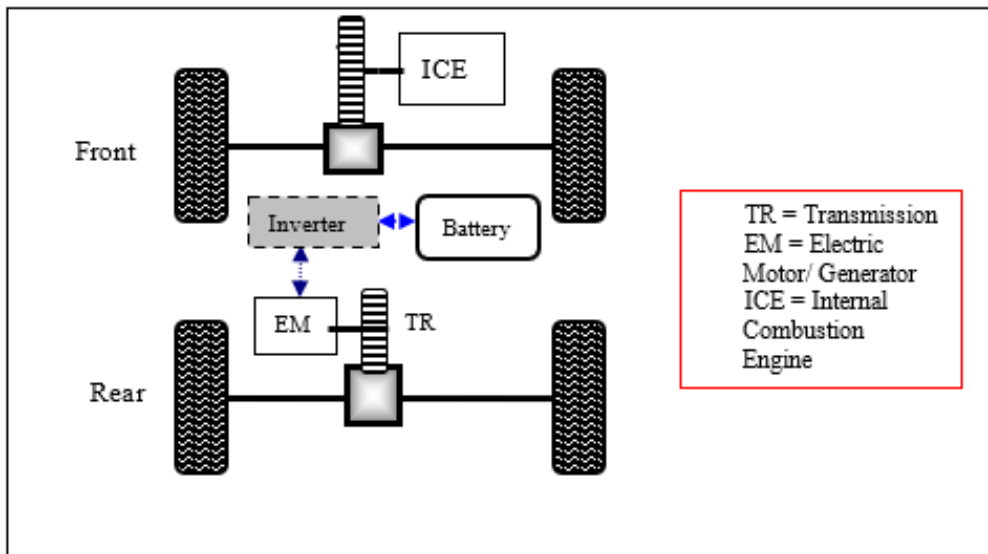 ICE
Front
Inverter
Battery
EM
TR
Rear
TR = Transmission
EM = Electric
Motor/ Generator
ICE = Internal
Combustion
Engine